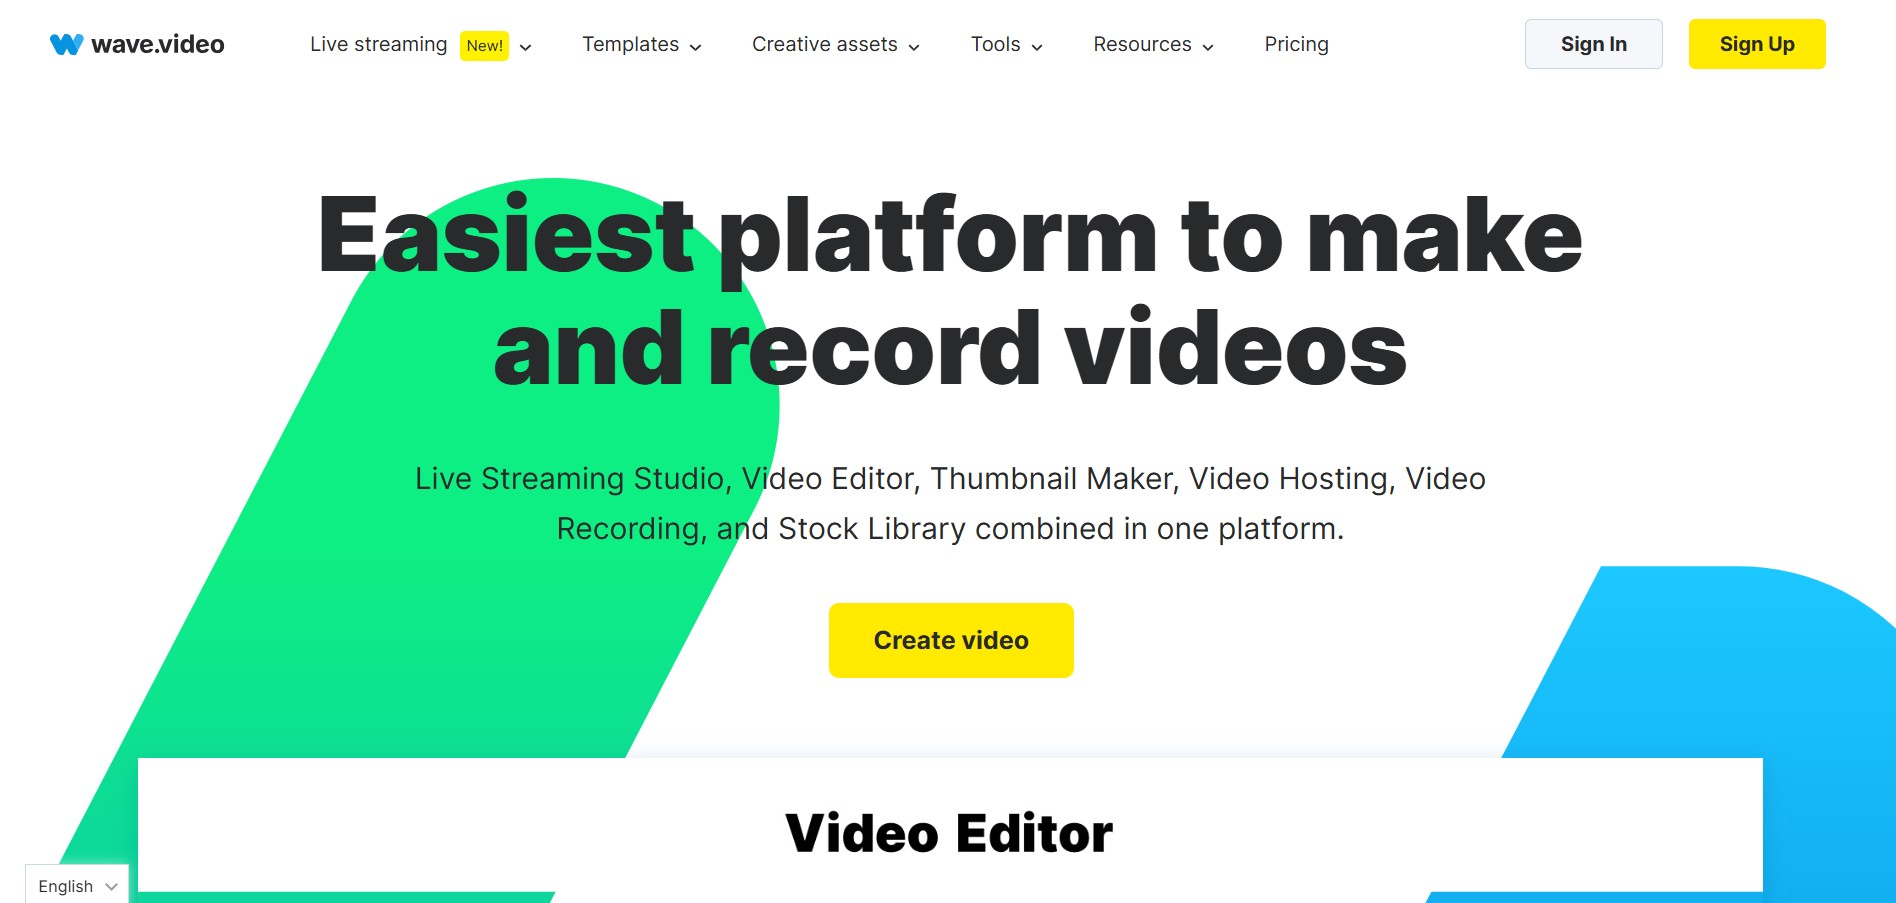 wave.video
Live streaming New!
Templates
Creative assets
Tools
Resources
Pricing
Sign In
Sign Up
Easiest platform to make
and record videos
Live Streaming Studio, Video Editor, Thumbnail Maker, Video Hosting, Video
Recording, and Stock Library combined in one platform.
Create video
Video Editor
English